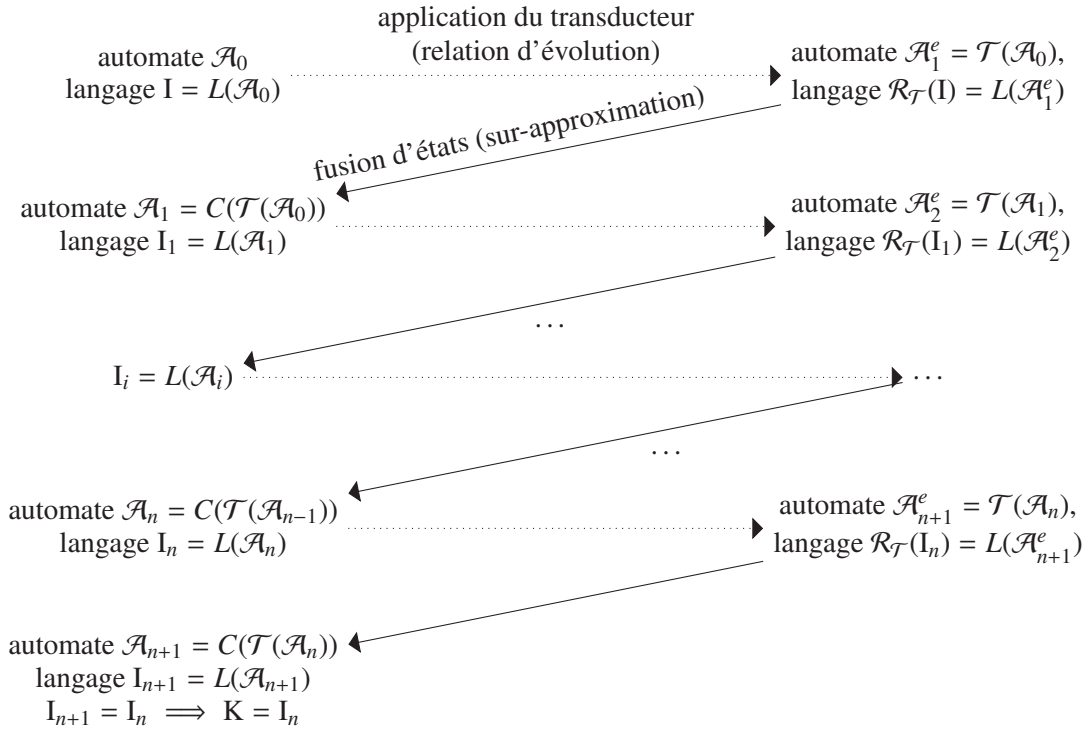 application du transducteur
(relation d'évolution)
automate 𝒜₀
langage I = L(𝒜₀)
automate 𝒜₁ᵉ = 𝒯(𝒜₀),
langage ℛ_𝒯(I) = L(𝒜₁ᵉ)
fusion d'états (sur-approximation)
automate 𝒜₁ = C(𝒯(𝒜₀))
langage I₁ = L(𝒜₁)
automate 𝒜₂ᵉ = 𝒯(𝒜₁),
langage ℛ_𝒯(I₁) = L(𝒜₂ᵉ)
...
Iᵢ = L(𝒜ᵢ)
...
...
automate 𝒜ₙ = C(𝒯(𝒜ₙ₋₁))
langage Iₙ = L(𝒜ₙ)
automate 𝒜ₙ₊₁ᵉ = 𝒯(𝒜ₙ),
langage ℛ_𝒯(Iₙ) = L(𝒜ₙ₊₁ᵉ)
automate 𝒜ₙ₊₁ = C(𝒯(𝒜ₙ))
langage Iₙ₊₁ = L(𝒜ₙ₊₁)
Iₙ₊₁ = Iₙ ⟹ K = Iₙ